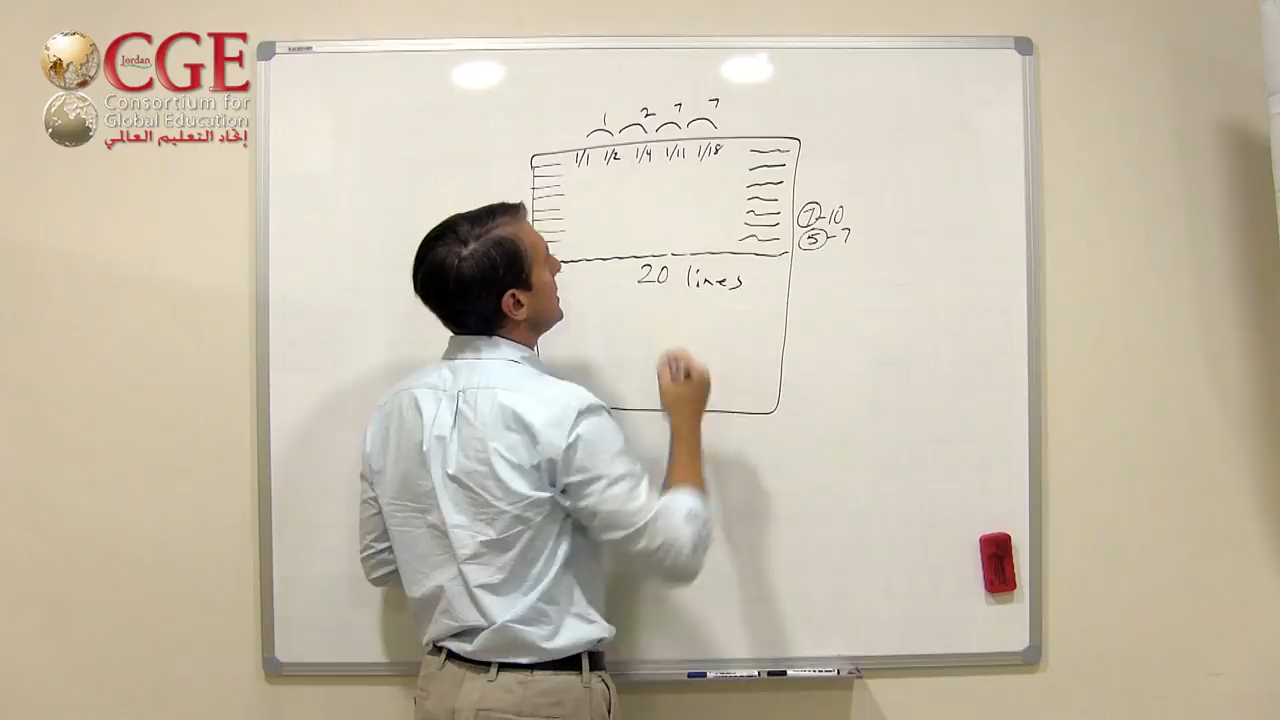 CGE
Jordan
Consortium for
Global Education
إتحاد التعليم العالمي
1 2 7 7
1/1 1/2 1/4 1/11 1/18
7-10
5-7
20 lines